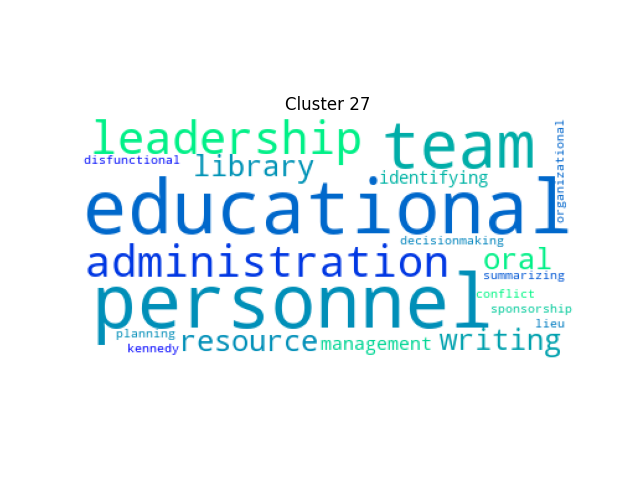 Cluster 27
leadership team
disfunctional library
identifying
organizational
educational
decisionmaking
administration oral
summarizing
personnel
conflict
sponsorship
lieu
planning
kennedy resource management writing